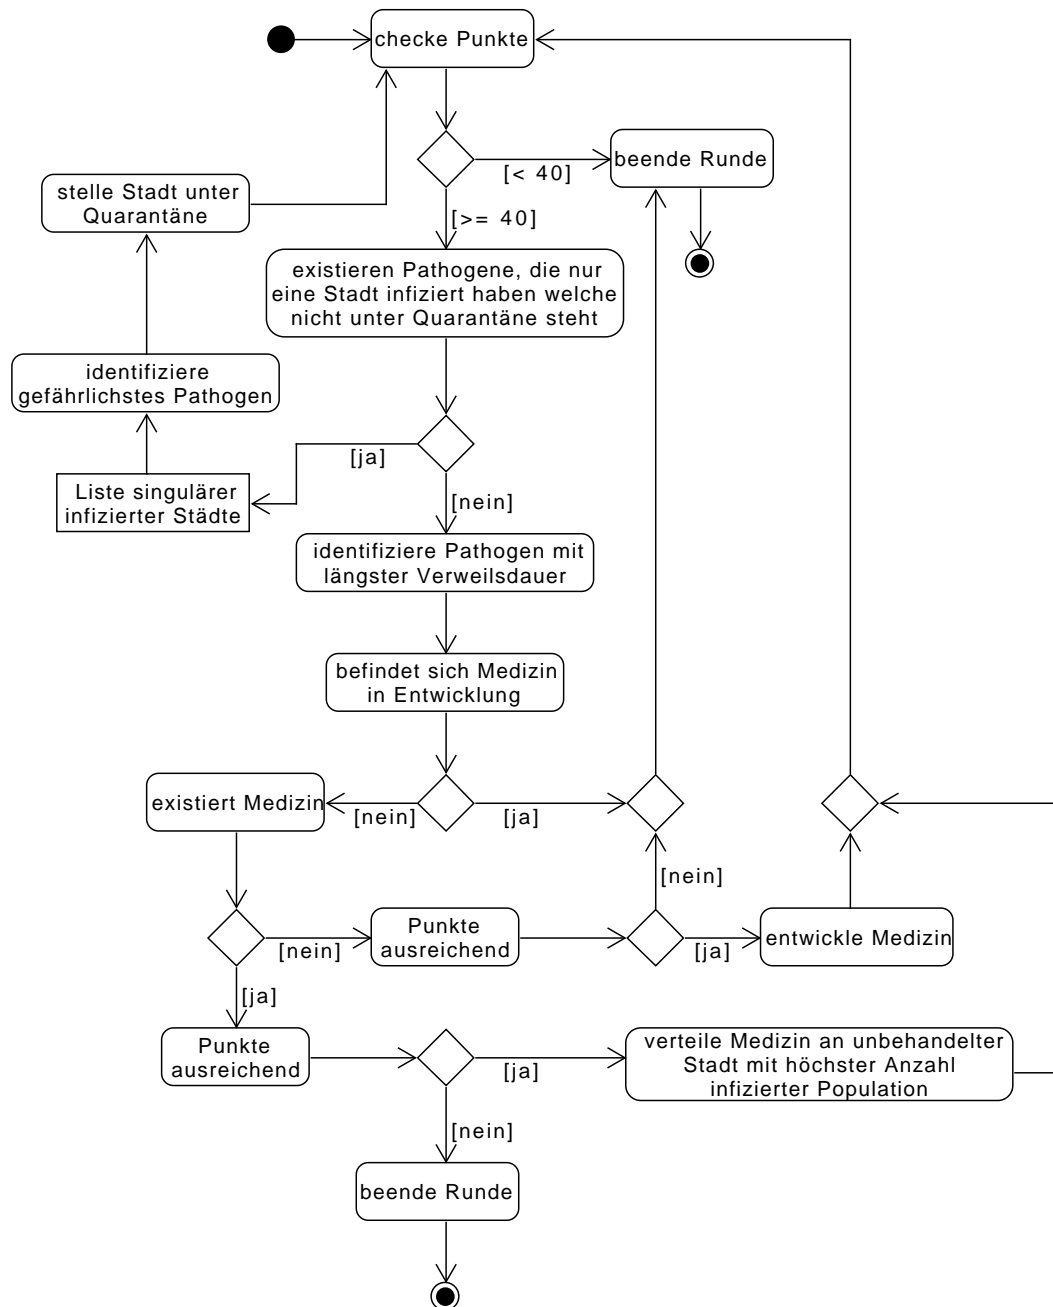 checke Punkte
[< 40]
beende Runde
stelle Stadt unter
Quarantäne
[>= 40]
existieren Pathogene, die nur
eine Stadt infiziert haben welche
nicht unter Quarantäne steht
identifiziere
gefährlichstes Pathogen
[ja]
Liste singulärer
infizierter Städte
[nein]
identifiziere Pathogen mit
längster Verweilsdauer
befindet sich Medizin
in Entwicklung
existiert Medizin
[nein]
[ja]
[nein]
[nein]
Punkte
ausreichend
[ja]
entwickle Medizin
[ja]
Punkte
ausreichend
[ja]
verteile Medizin an unbehandelter
Stadt mit höchster Anzahl
infizierter Population
[nein]
beende Runde